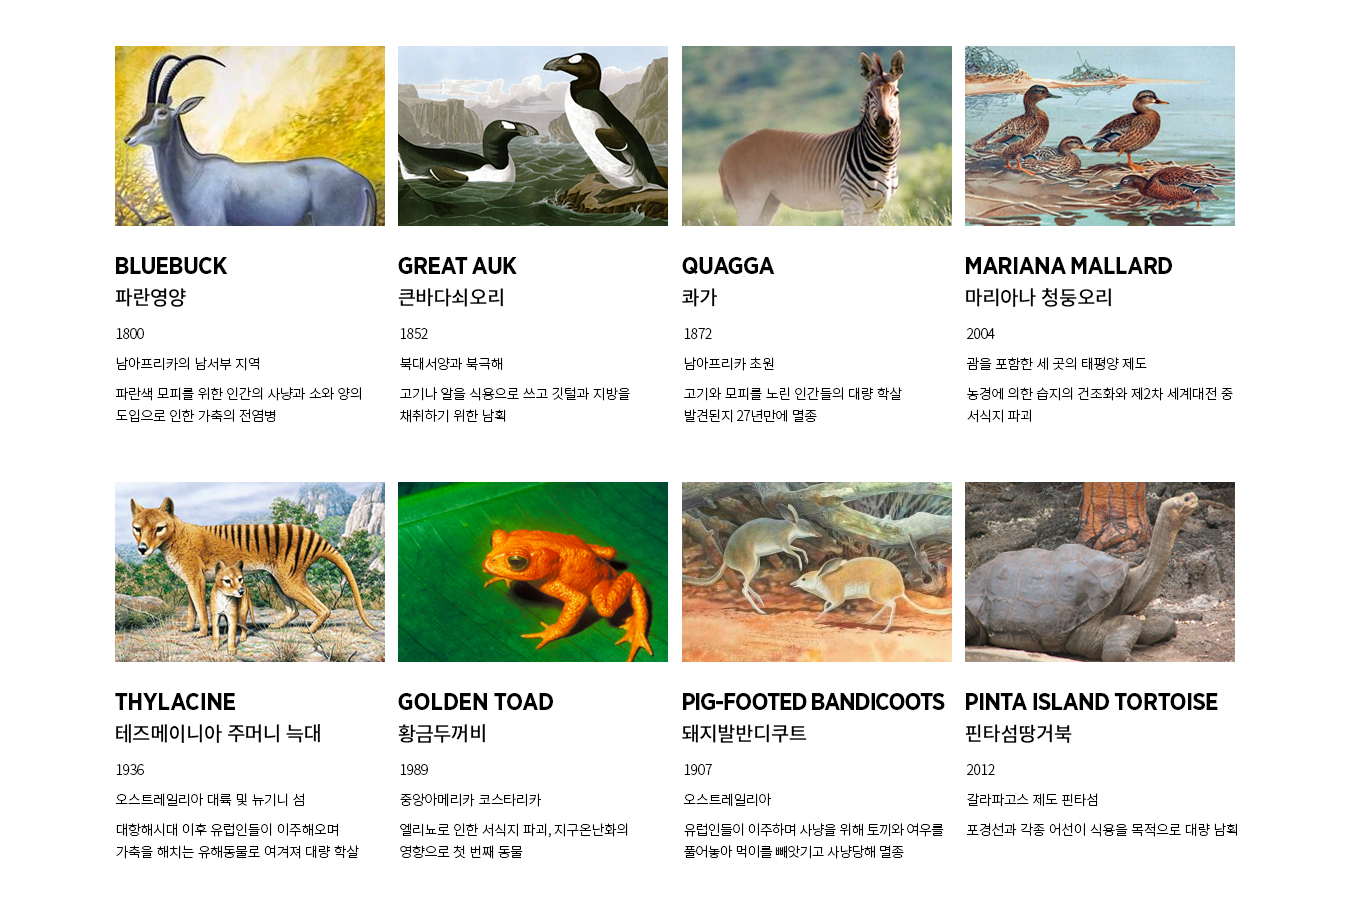 BLUEBUCK
파란영양
1800
남아프리카의 남서부 지역
파란색 모피를 위한 인간의 사냥과 소와 양의
도입으로 인한 가축의 전염병
GREAT AUK
큰바다쇠오리
1852
북대서양과 북극해
고기나 알을 식용으로 쓰고 깃털과 지방을
채취하기 위한 남획
QUAGGA
콰가
1872
남아프리카 초원
고기와 모피를 노린 인간들의 대량 학살
발견된지 27년만에 멸종
MARIANA MALLARD
마리아나 청둥오리
2004
괌을 포함한 세 곳의 태평양 제도
농경에 의한 습지의 건조화와 제2차 세계대전 중
서식지 파괴
THYLACINE
테즈메이니아 주머니 늑대
1936
오스트레일리아 대륙 및 뉴기니 섬
대항해시대 이후 유럽인들이 이주해오며
가축을 해치는 유해동물로 여겨져 대량 학살
GOLDEN TOAD
황금두꺼비
1989
중앙아메리카 코스타리카
엘리뇨로 인한 서식지 파괴, 지구온난화의
영향으로 첫 번째 동물
PIG-FOOTED BANDICOOTS
돼지발반디쿠트
1907
오스트레일리아
유럽인들이 이주하며 사냥을 위해 토끼와 여우를
풀어놓아 먹이를 빼앗기고 사냥당해 멸종
PINTA ISLAND TORTOISE
핀타섬땅거북
2012
갈라파고스 제도 핀타섬
포경선과 각종 어선이 식용을 목적으로 대량 남획